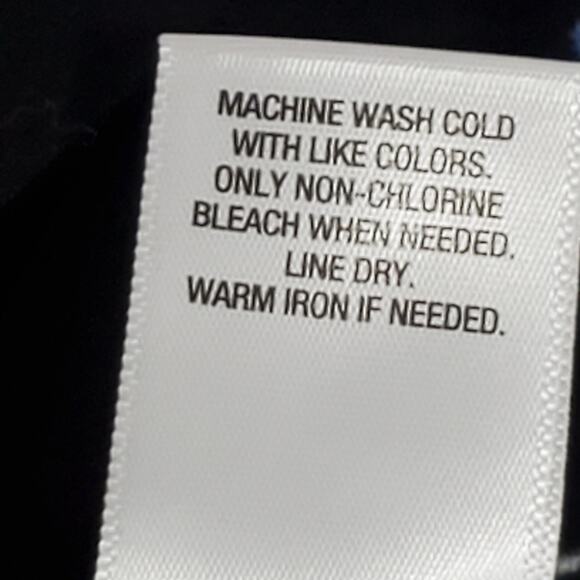 MACHINE WASH COLD
WITH LIKE COLORS.
ONLY NON-CHLORINE
BLEACH WHEN NEEDED.
LINE DRY.
WARM IRON IF NEEDED.